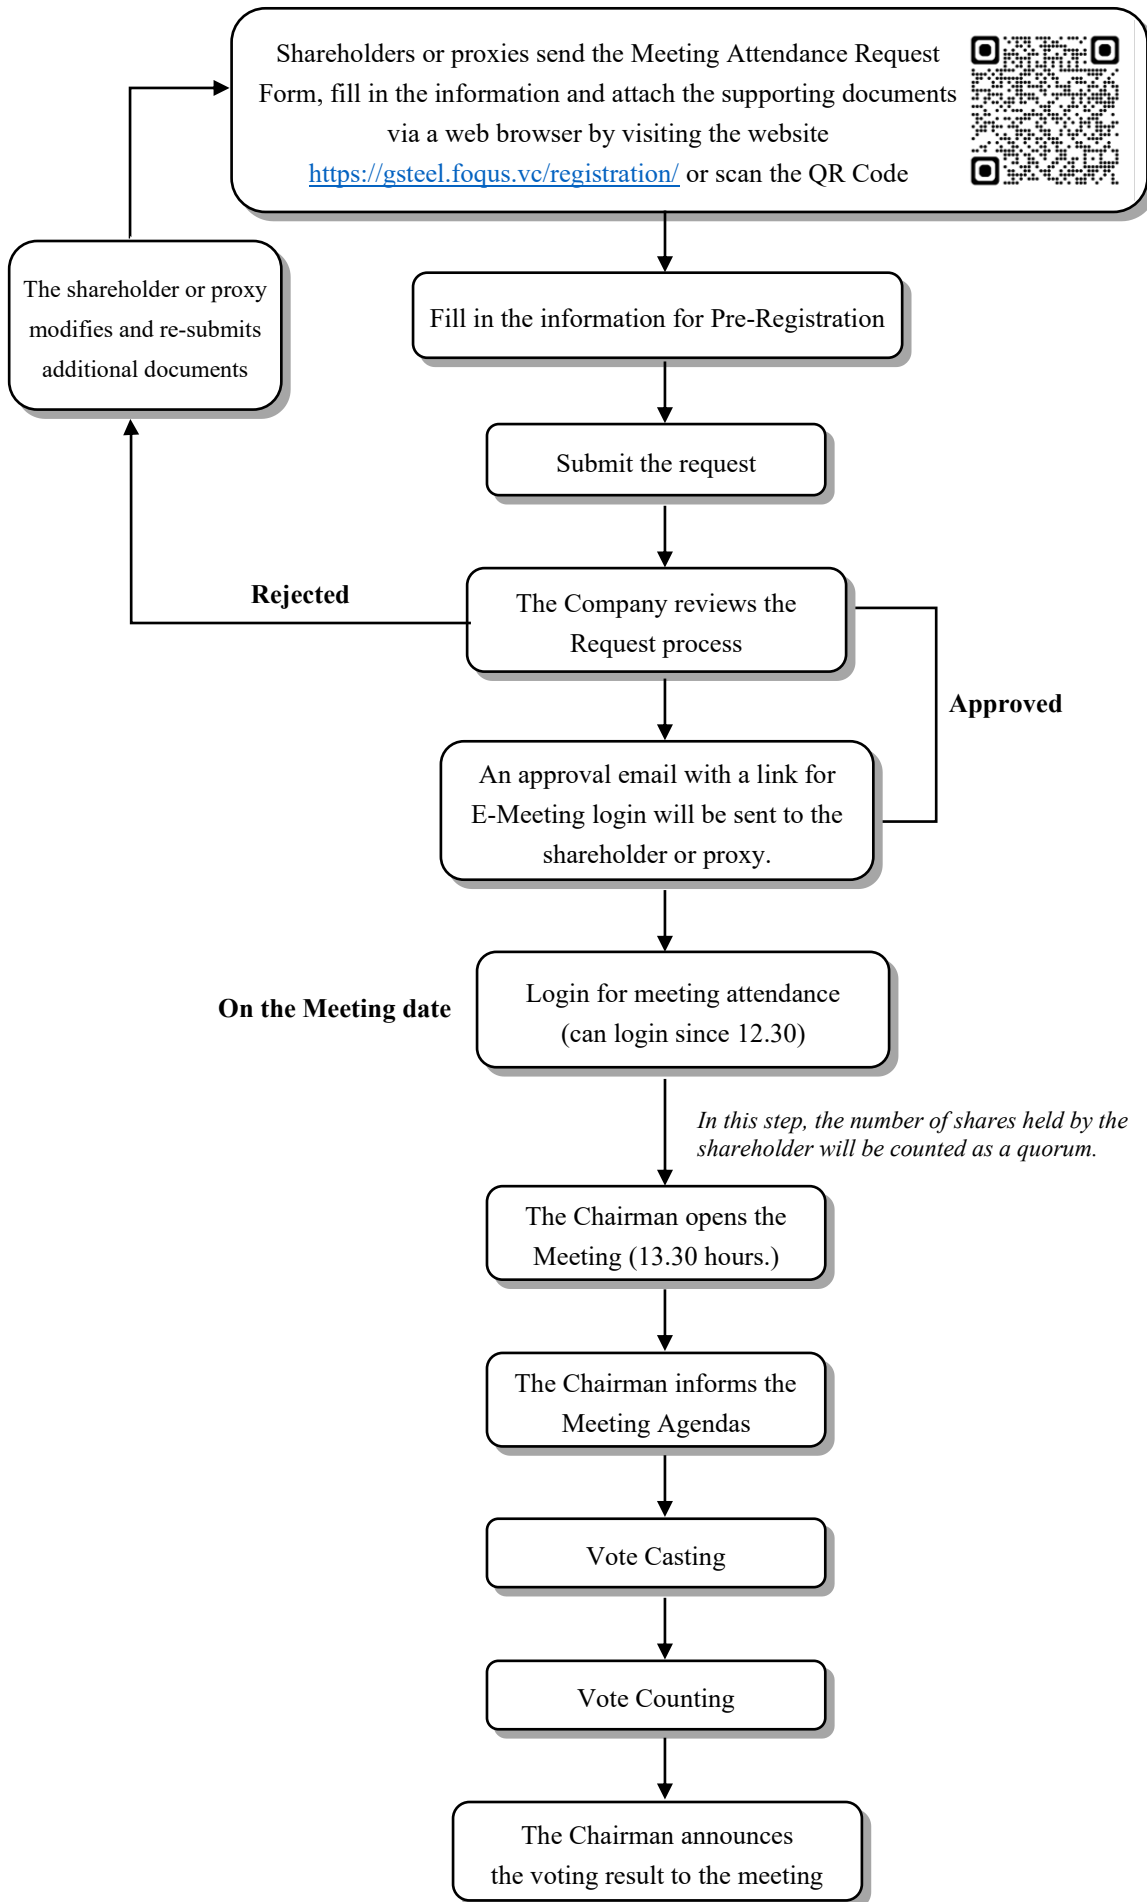 Shareholders or proxies send the Meeting Attendance Request
Form, fill in the information and attach the supporting documents
via a web browser by visiting the website
https://gsteel.foqus.vc/registration/ or scan the QR Code
The shareholder or proxy
modifies and re-submits
additional documents
Fill in the information for Pre-Registration
Submit the request
Rejected
The Company reviews the
Request process
Approved
An approval email with a link for
E-Meeting login will be sent to the
shareholder or proxy.
On the Meeting date
Login for meeting attendance
(can login since 12.30)
In this step, the number of shares held by the
shareholder will be counted as a quorum.
The Chairman opens the
Meeting (13.30 hours.)
The Chairman informs the
Meeting Agendas
Vote Casting
Vote Counting
The Chairman announces
the voting result to the meeting